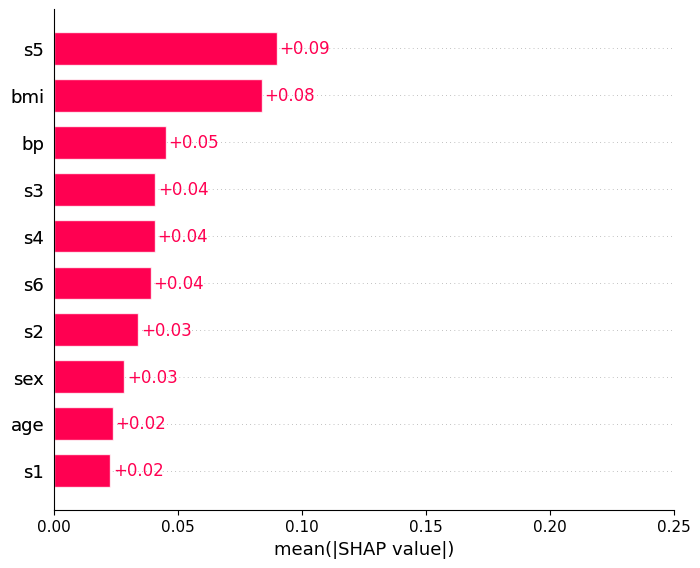 s5 +0.09
bmi +0.08
bp +0.05
s3 +0.04
s4 +0.04
s6 +0.04
s2 +0.03
sex +0.03
age +0.02
s1 +0.02
0.00 0.05 0.10 0.15 0.20 0.25
mean(|SHAP value|)